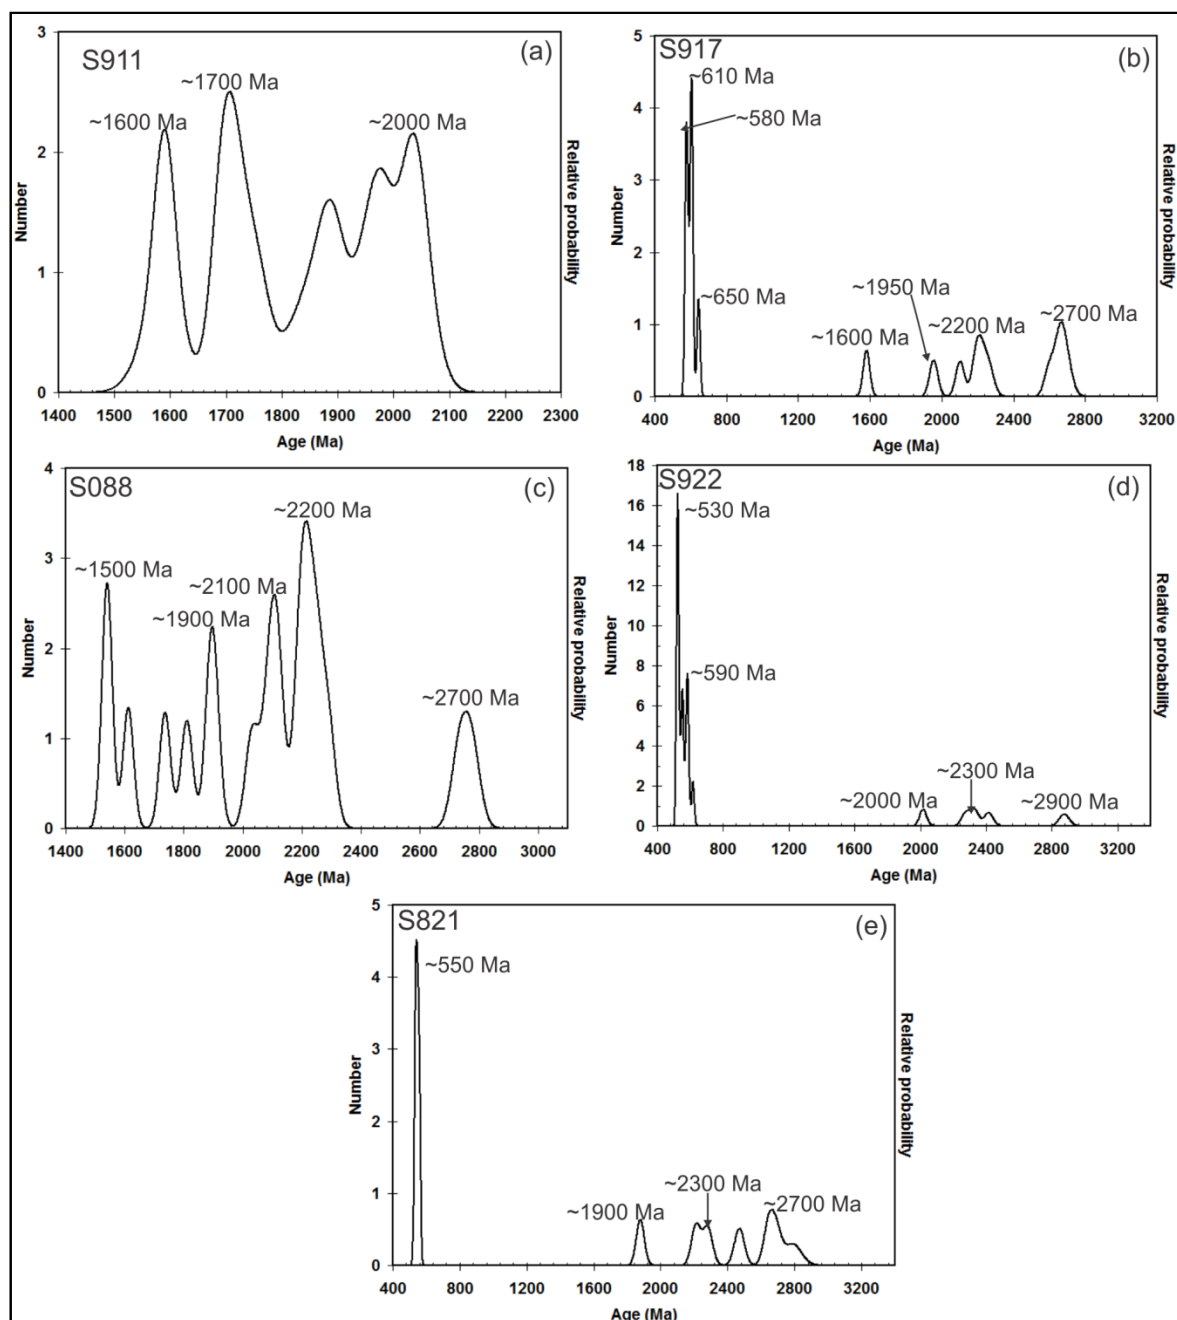 S911
(a)
~1600 Ma
~1700 Ma
~2000 Ma
3
2
1
0
Number
Relative probability
1400 1500 1600 1700 1800 1900 2000 2100 2200 2300
Age (Ma)
S917
(b)
~610 Ma
~580 Ma
~650 Ma
~1600 Ma
~1950 Ma
~2200 Ma
~2700 Ma
5
4
3
2
1
0
Number
Relative probability
400 800 1200 1600 2000 2400 2800 3200
Age (Ma)
S088
(c)
~1500 Ma
~1900 Ma
~2100 Ma
~2200 Ma
~2700 Ma
4
3
2
1
0
Number
Relative probability
1400 1600 1800 2000 2200 2400 2600 2800 3000
Age (Ma)
S922
(d)
~530 Ma
~590 Ma
~2000 Ma
~2300 Ma
~2900 Ma
18
16
14
12
10
8
6
4
2
0
Number
Relative probability
400 800 1200 1600 2000 2400 2800 3200
Age (Ma)
S821
(e)
~550 Ma
~1900 Ma
~2300 Ma
~2700 Ma
5
4
3
2
1
0
Number
Relative probability
400 800 1200 1600 2000 2400 2800 3200
Age (Ma)